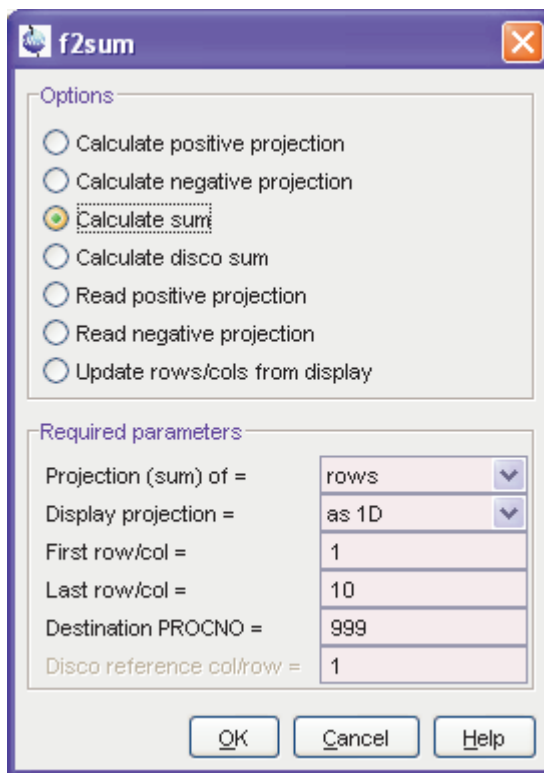 f2sum
Options
Calculate positive projection
Calculate negative projection
Calculate sum
Calculate disco sum
Read positive projection
Read negative projection
Update rows/cols from display
Required parameters
Projection (sum) of = rows
Display projection = as 1D
First row/col = 1
Last row/col = 10
Destination PROCNO = 999
Disco reference col/row = 1
OK Cancel Help